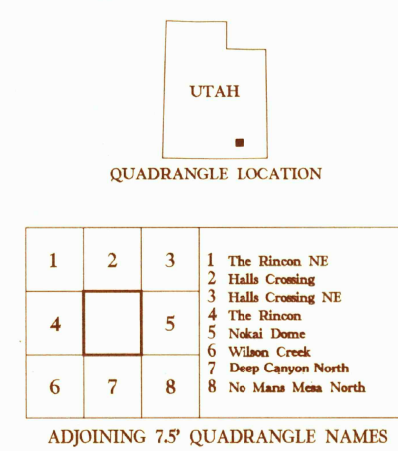 UTAH
QUADRANGLE LOCATION
1 2 3
4 5
6 7 8
1 The Rincon NE
2 Halls Crossing
3 Halls Crossing NE
4 The Rincon
5 Nokai Dome
6 Wilson Creek
7 Deep Canyon North
8 No Mans Mesa North
ADJOINING 7.5' QUADRANGLE NAMES